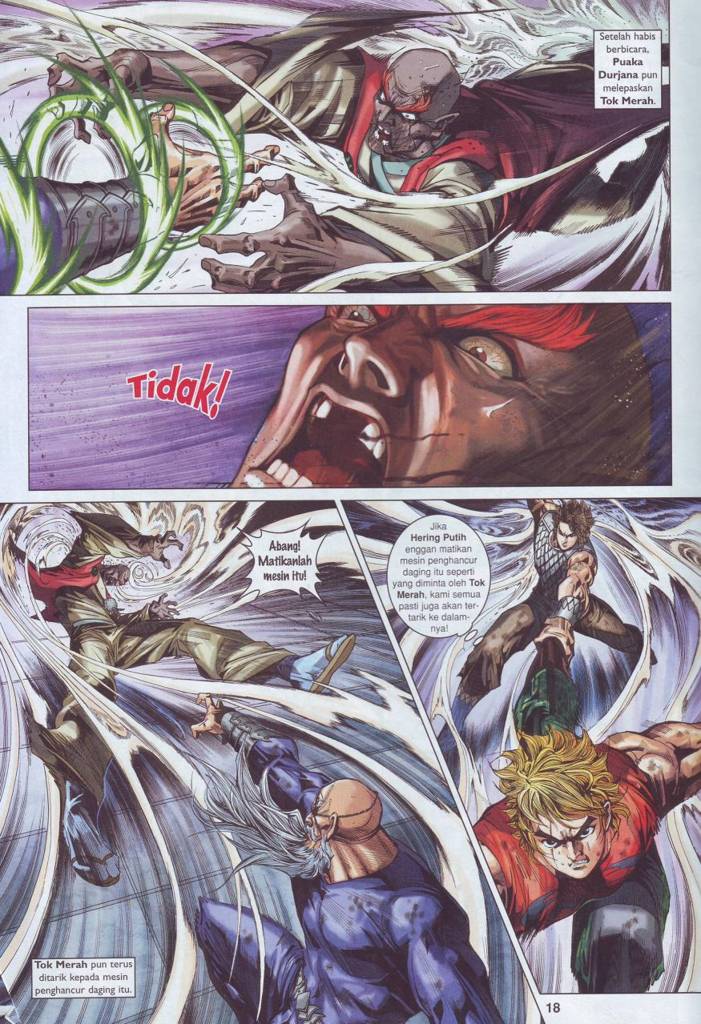 Setelah habis
berbicara,
Puaka
Durjana pun
melepaskan
Tok Merah.
Tidak!
Abang!
Matikanlah
mesin itu!
Jika
Hering Putih
enggan matikan
mesin penghancur
daging itu seperti
yang diminta oleh Tok
Merah, kami semua
pasti juga akan ter-
tarik ke dalam-
nya!
Tok Merah pun terus
ditarik kepada mesin
penghancur daging itu.
18